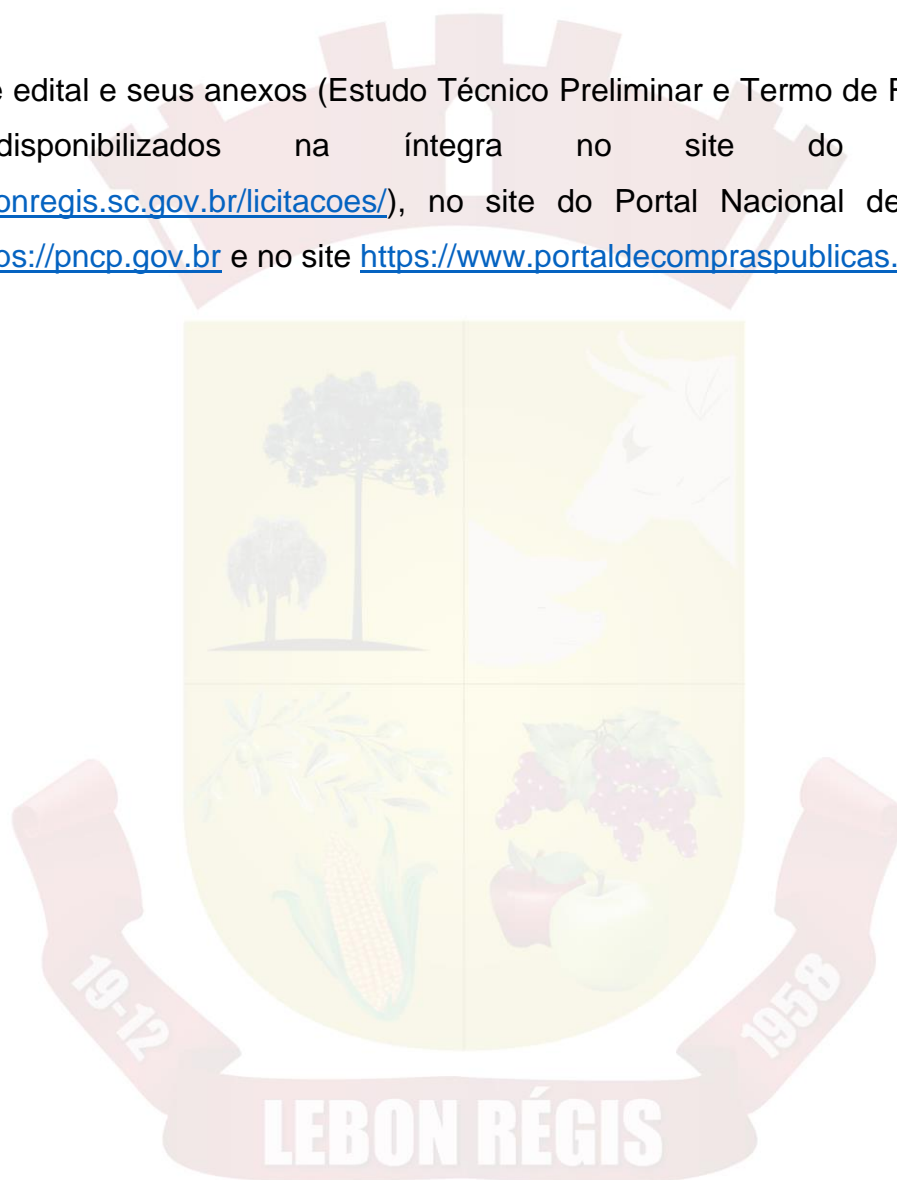 e edital e seus anexos (Estudo Técnico Preliminar e Termo de
disponibilizados na íntegra no site do
onregis.sc.gov.br/licitacoes/), no site do Portal Nacional de
os://pncp.gov.br e no site https://www.portaldecompraspublicas.
19-12
1958
LEBON RÉGIS